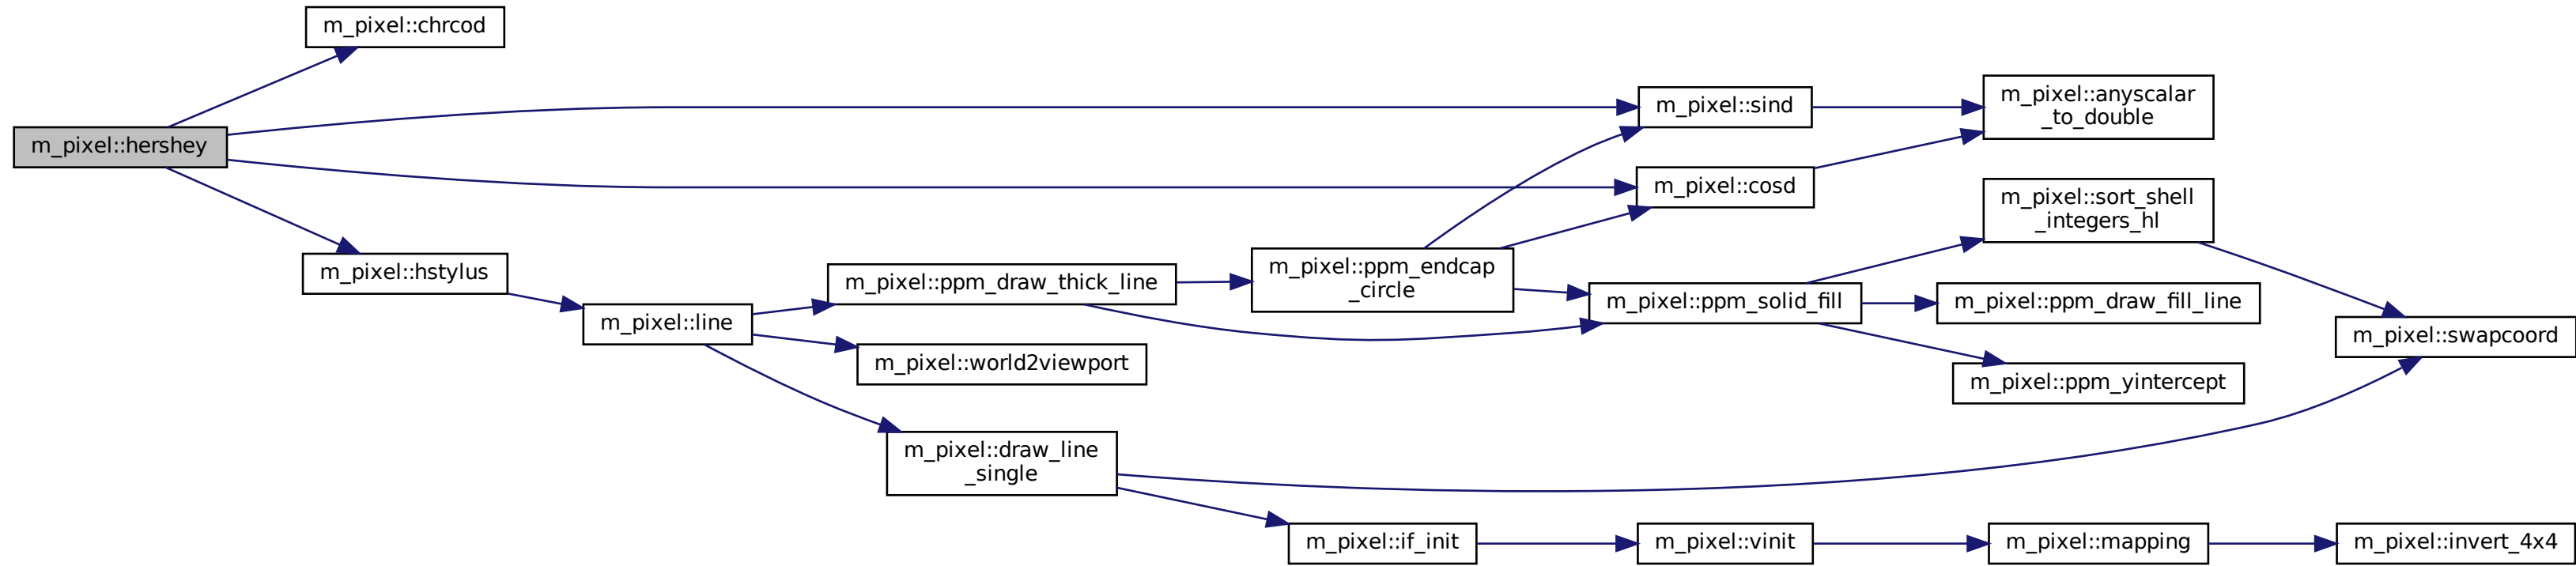 m_pixel::chrcod
m_pixel::hershey
m_pixel::hstylus
m_pixel::line
m_pixel::ppm_draw_thick_line
m_pixel::world2viewport
m_pixel::draw_line
_single
m_pixel::ppm_endcap
_circle
m_pixel::if_init
m_pixel::sind
m_pixel::cosd
m_pixel::ppm_solid_fill
m_pixel::vinit
m_pixel::anyscalar
_to_double
m_pixel::sort_shell
_integers_hl
m_pixel::ppm_draw_fill_line
m_pixel::ppm_yintercept
m_pixel::mapping
m_pixel::swapcoord
m_pixel::invert_4x4